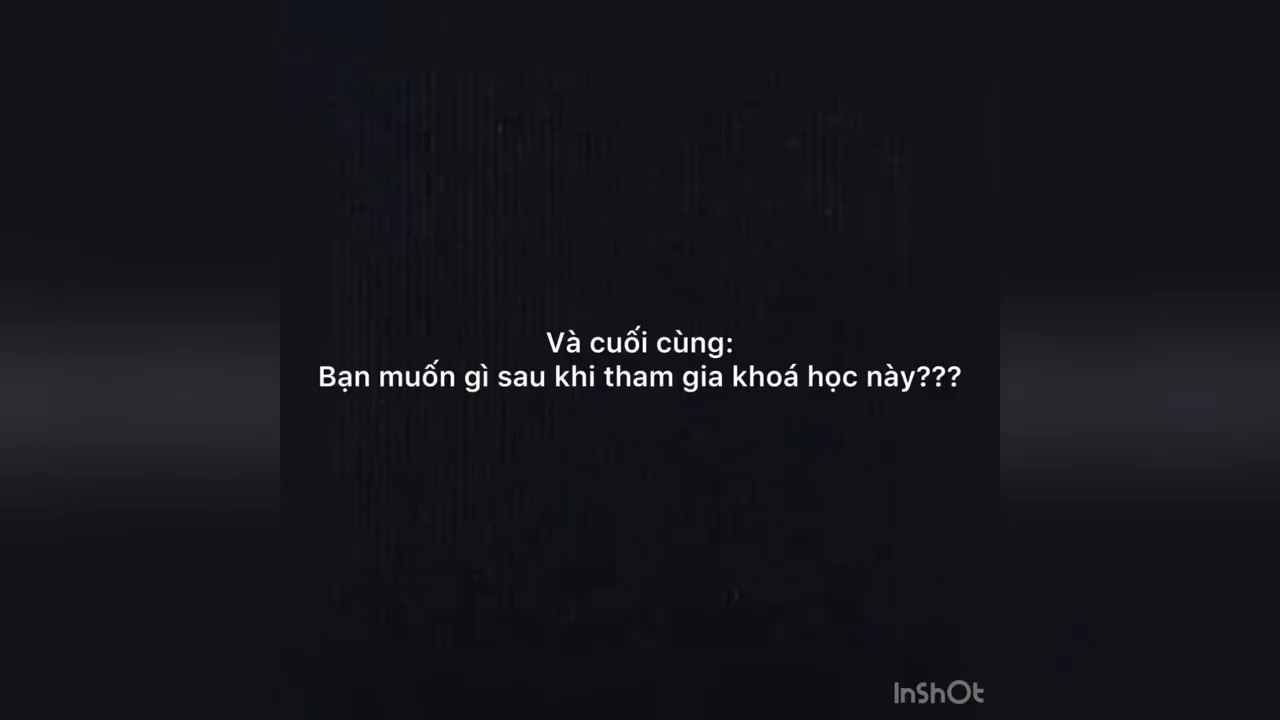 Và cuối cùng:
Bạn muốn gì sau khi tham gia khoá học này???
InShOt